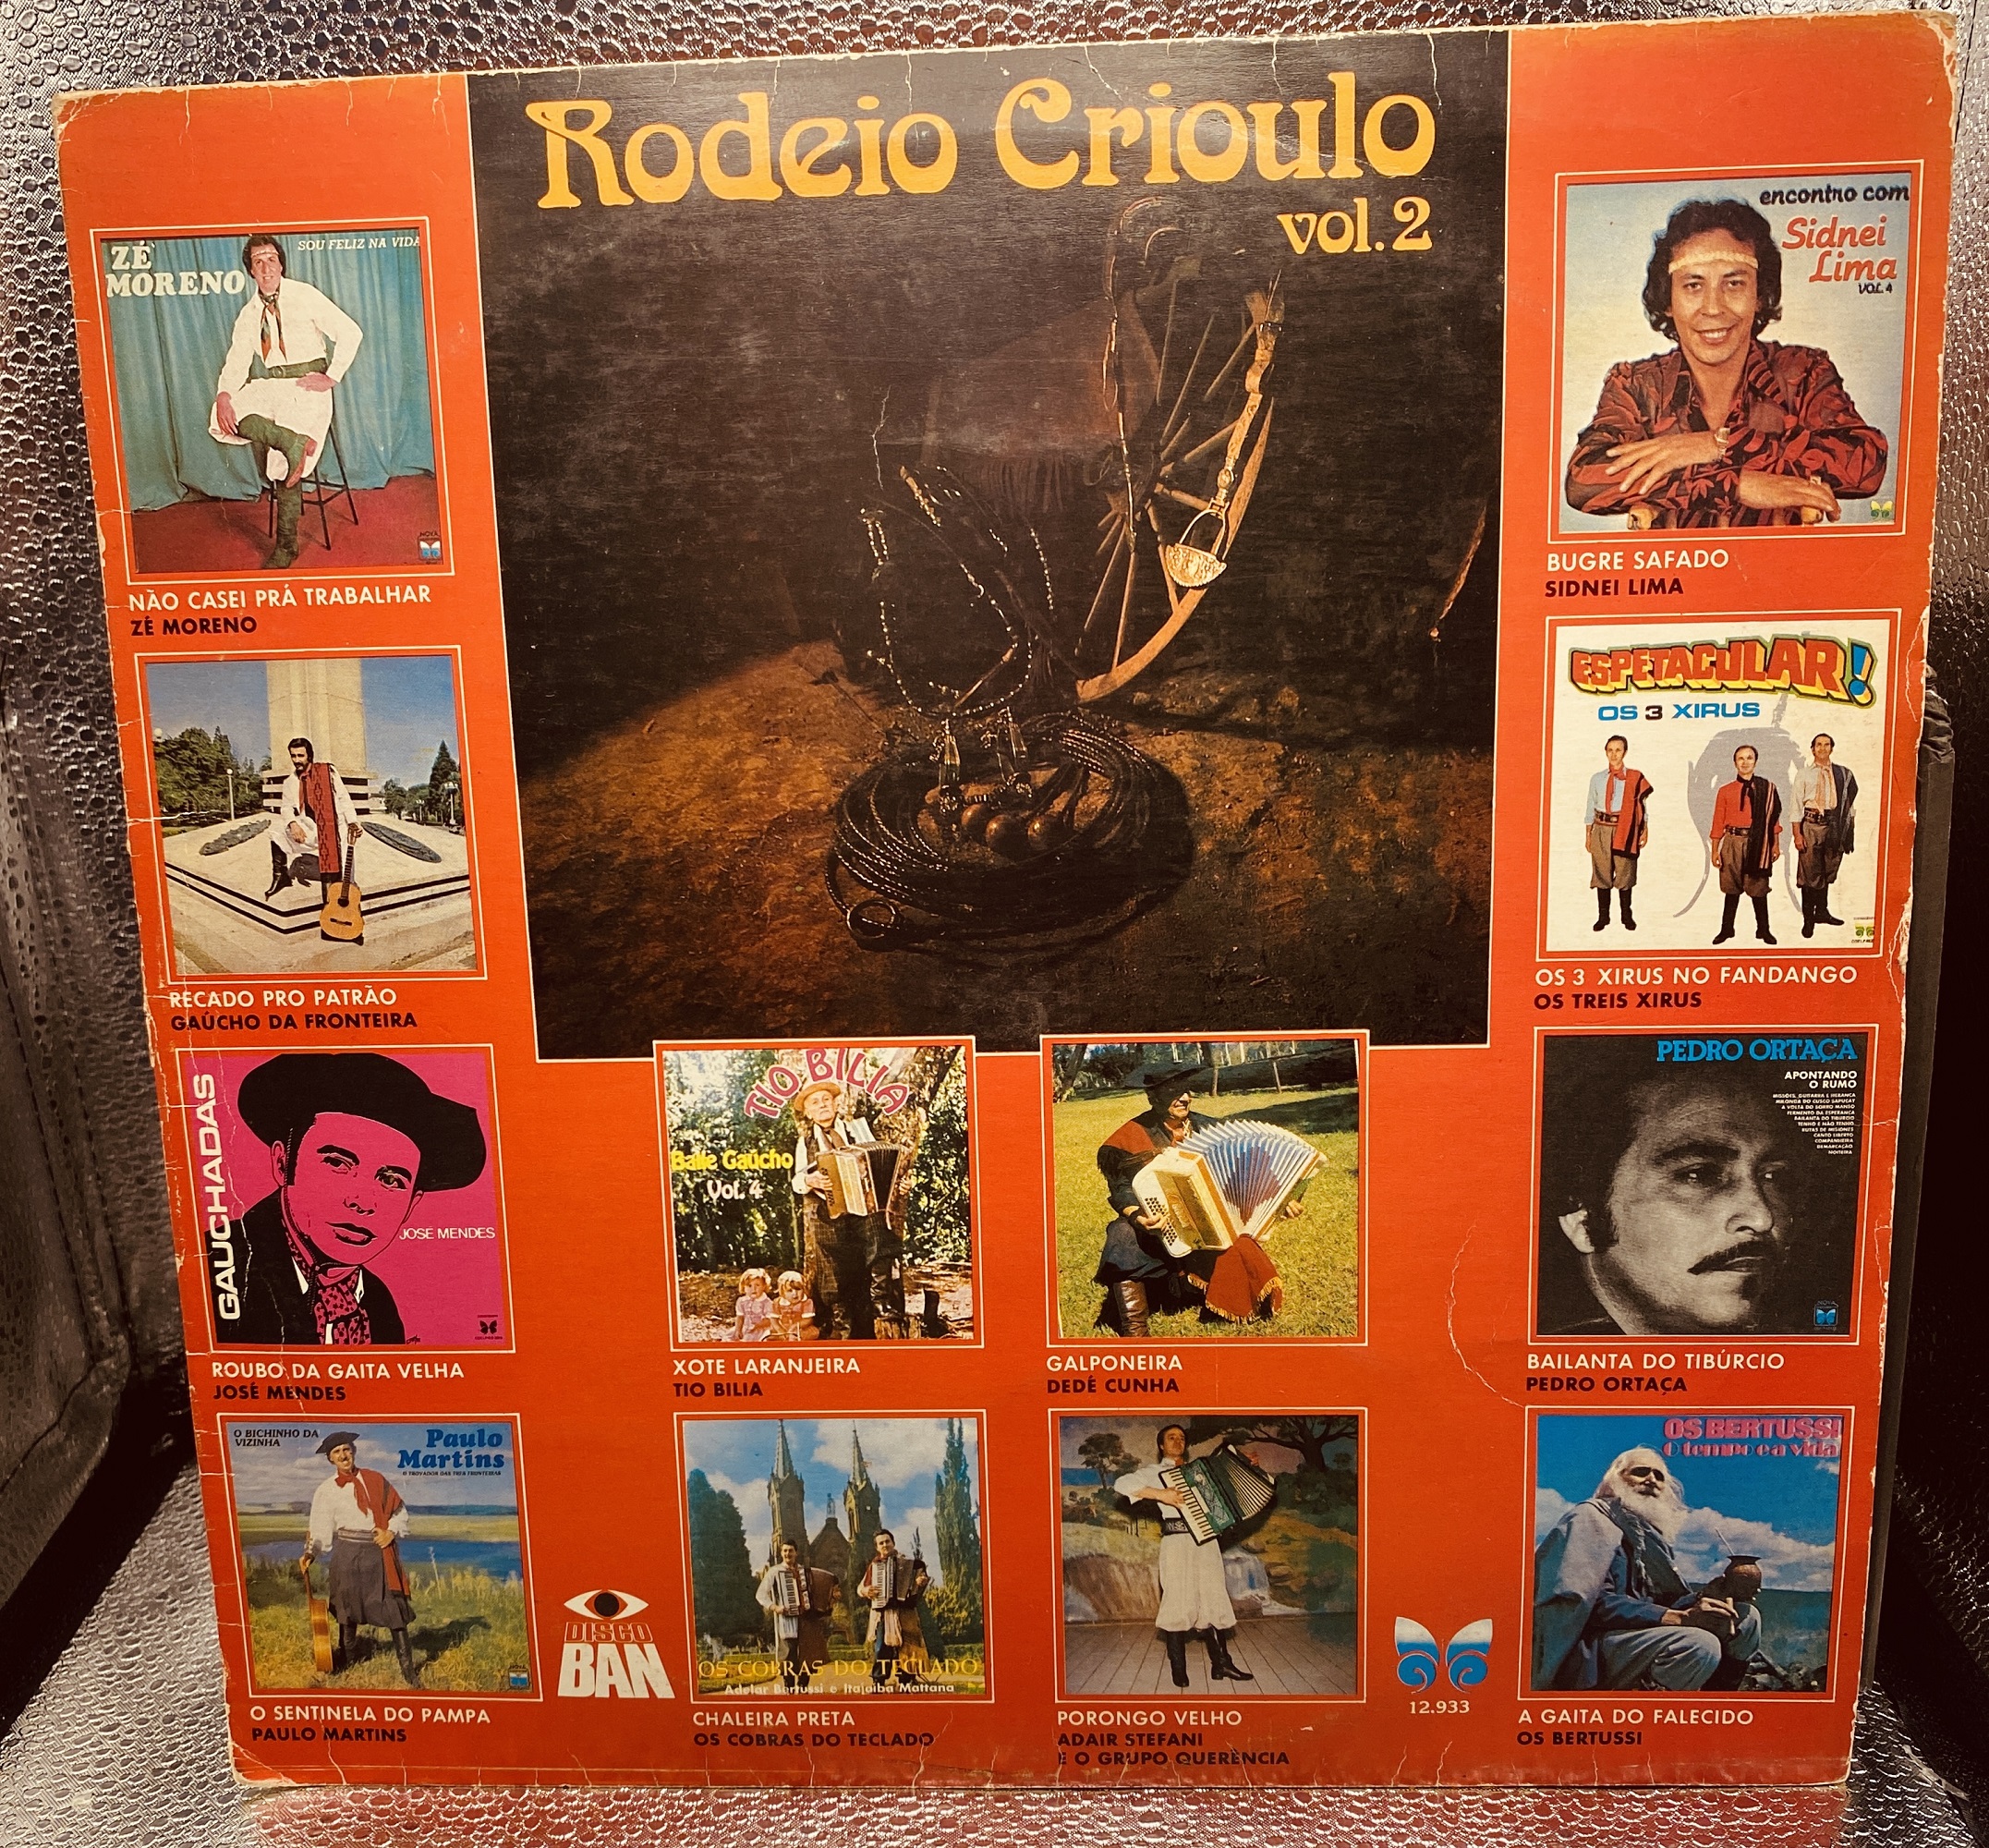 Rodeio Crioulo
vol. 2
ZÉ
MORENO
SOU FELIZ NA VIDA
NÃO CASEI PRÁ TRABALHAR
ZÉ MORENO
RECADO PRO PATRÃO
GAÚCHO DA FRONTEIRA
GAUCHADAS
JOSE MENDES
ROUBO DA GAITA VELHA
JOSÉ MENDES
O BICHINHO DA
VIZINHA
Paulo
Martins
O TROVADOR DAS TRES FRONTEIRAS
O SENTINELA DO PAMPA
PAULO MARTINS
DISCO
BAN
TIO BILIA
Baile Gaúcho
Vol. 4
XOTE LARANJEIRA
TIO BILIA
OS COBRAS DO TECLADO
Adelar Bertussi e Itajaiba Mattana
CHALEIRA PRETA
OS COBRAS DO TECLADO
GALPONEIRA
DEDÉ CUNHA
PORONGO VELHO
ADAIR STEFANI
E O GRUPO QUERÊNCIA
12.933
encontro com
Sidnei
Lima
VOL. 4
BUGRE SAFADO
SIDNEI LIMA
ESPETACULAR!
OS 3 XIRUS
OS 3 XIRUS NO FANDANGO
OS TREIS XIRUS
PEDRO ORTAÇA
APONTANDO
O RUMO
BAILANTA DO TIBÚRCIO
PEDRO ORTAÇA
OS BERTUSSI
O tempo e a vida
A GAITA DO FALECIDO
OS BERTUSSI